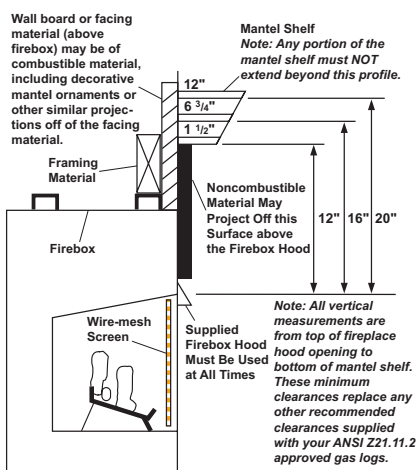 Wall board or facing
material (above
firebox) may be of
combustible material,
including decorative
mantel ornaments or
other similar projec-
tions off of the facing
material.
Mantel Shelf
Note: Any portion of the
mantel shelf must NOT
extend beyond this profile.
12"
6 3/4"
1 1/2"
Framing
Material
Noncombustible
Material May
Project Off this
Surface above
the Firebox Hood
12" 16" 20"
Firebox
Wire-mesh
Screen
Supplied
Firebox Hood
Must Be Used
at All Times
Note: All vertical
measurements are
from top of fireplace
hood opening to
bottom of mantel shelf.
These minimum
clearances replace any
other recommended
clearances supplied
with your ANSI Z21.11.2
approved gas logs.